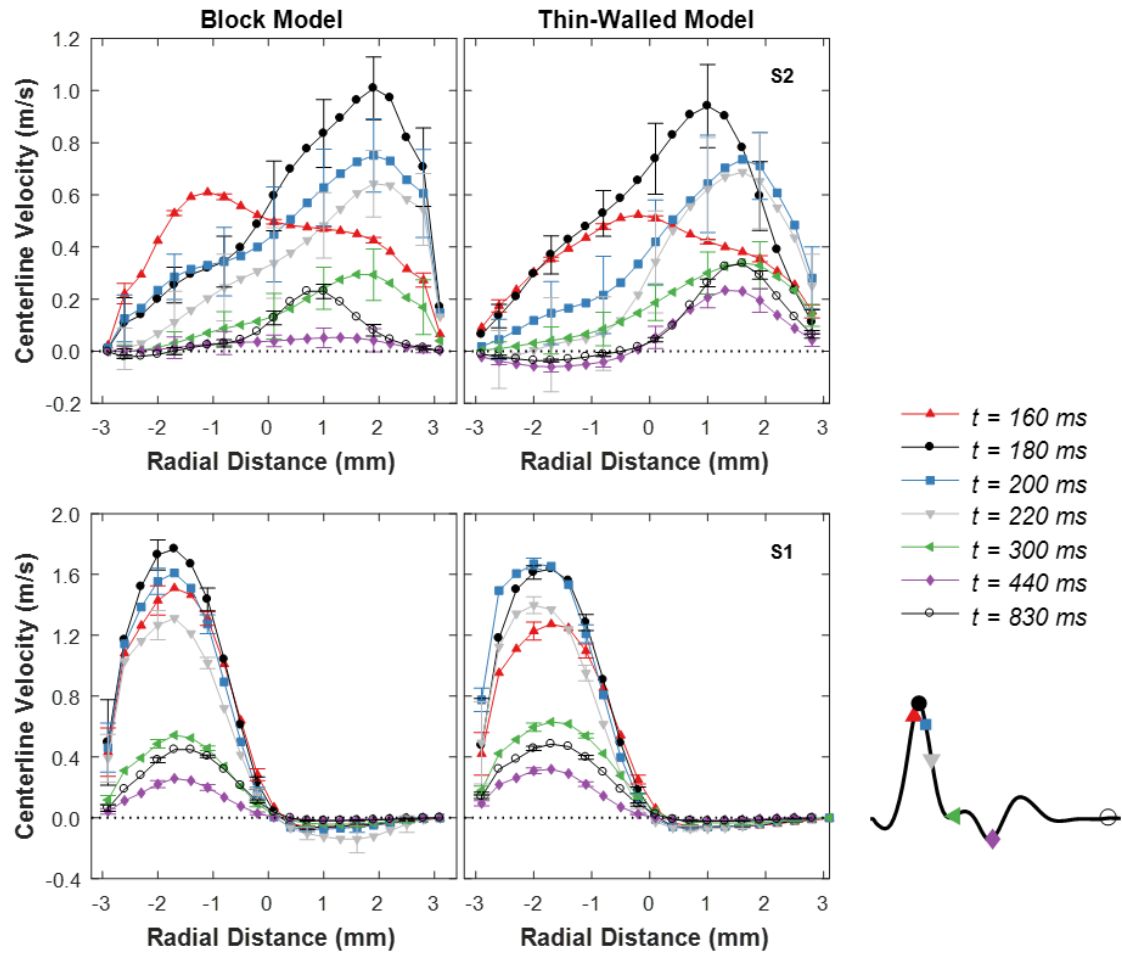 Block Model
Thin-Walled Model
Centerline Velocity (m/s)
1.2
1.0
0.8
0.6
0.4
0.2
0.0
-0.2
S2
-3 -2 -1 0 1 2 3
-3 -2 -1 0 1 2 3
Radial Distance (mm)
Radial Distance (mm)
t = 160 ms
t = 180 ms
t = 200 ms
t = 220 ms
t = 300 ms
t = 440 ms
t = 830 ms
Centerline Velocity (m/s)
2.0
1.6
1.2
0.8
0.4
0.0
-0.4
S1
-3 -2 -1 0 1 2 3
-3 -2 -1 0 1 2 3
Radial Distance (mm)
Radial Distance (mm)